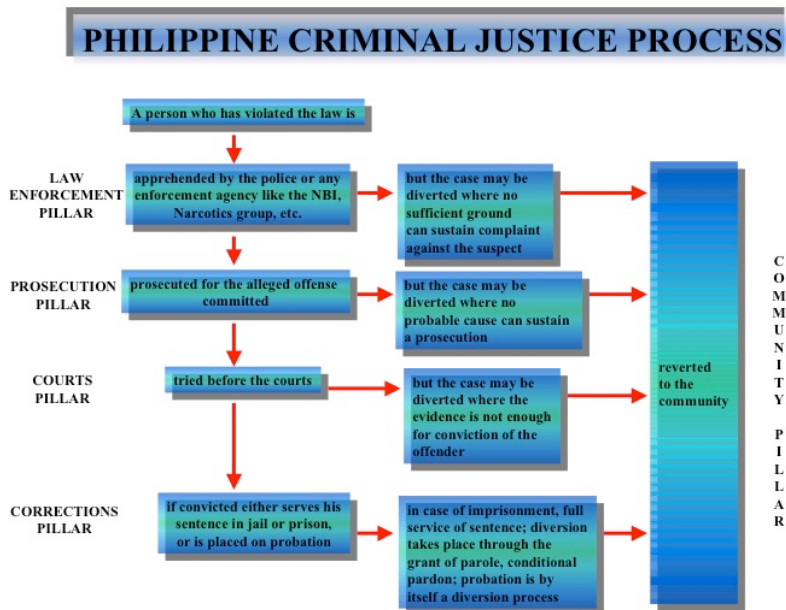 PHILIPPINE CRIMINAL JUSTICE PROCESS
A person who has violated the law is
LAW
ENFORCEMENT
PILLAR
apprehended by the police or any
enforcement agency like the NBI,
Narcotics group, etc.
but the case may be
diverted where no
sufficient ground
can sustain complaint
against the suspect
PROSECUTION
PILLAR
prosecuted for the alleged offense
committed
but the case may be
diverted where no
probable cause can sustain
a prosecution
COURTS
PILLAR
tried before the courts
but the case may be
diverted where the
evidence is not enough
for conviction of the
offender
CORRECTIONS
PILLAR
if convicted either serves his
sentence in jail or prison,
or is placed on probation
in case of imprisonment, full
service of sentence; diversion
takes place through the
grant of parole, conditional
pardon; probation is by
itself a diversion process
reverted
to the
community
COMMUNITY PILLAR